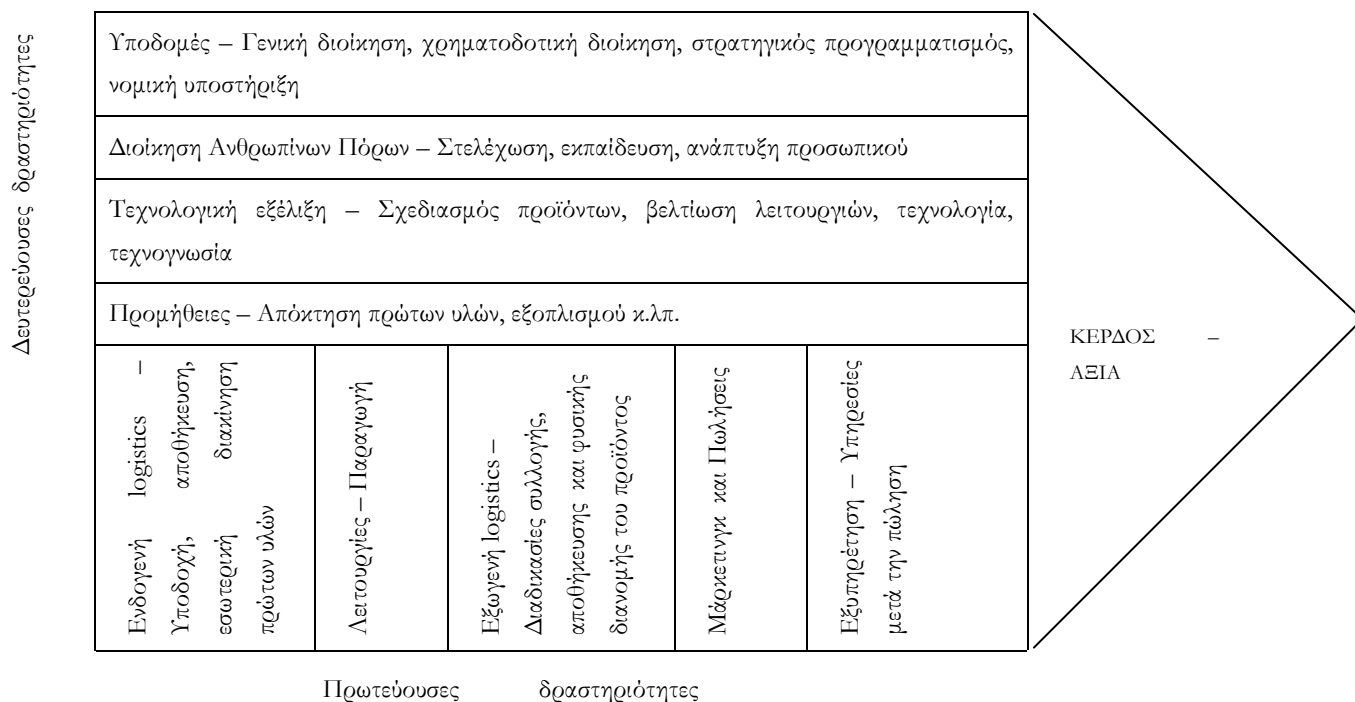 Δευτερεύουσες δραστηριότητες
Υποδομές – Γενική διοίκηση, χρηματοδοτική διοίκηση, στρατηγικός προγραμματισμός,
νομική υποστήριξη
Διοίκηση Ανθρωπίνων Πόρων – Στελέχωση, εκπαίδευση, ανάπτυξη προσωπικού
Τεχνολογική εξέλιξη – Σχεδιασμός προϊόντων, βελτίωση λειτουργιών, τεχνολογία,
τεχνογνωσία
Προμήθειες – Απόκτηση πρώτων υλών, εξοπλισμού κ.λπ.
Ενδογενή logistics –
Υποδοχή, αποθήκευση,
εσωτερική διακίνηση
πρώτων υλών
Λειτουργίες – Παραγωγή
Εξωγενή logistics –
Διαδικασίες συλλογής,
αποθήκευσης και φυσικής
διανομής του προϊόντος
Μάρκετινγκ και Πωλήσεις
Εξυπηρέτηση – Υπηρεσίες
μετά την πώληση
ΚΕΡΔΟΣ –
ΑΞΙΑ
Πρωτεύουσες δραστηριότητες